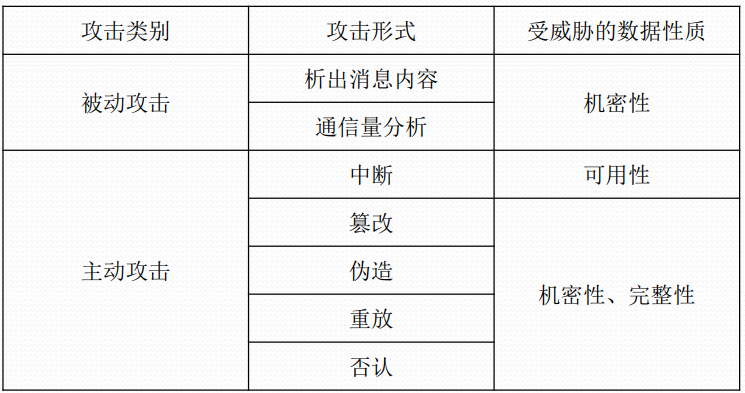 攻击类别 攻击形式 受威胁的数据性质
被动攻击 析出消息内容 机密性
通信量分析
主动攻击 中断 可用性
篡改 机密性、完整性
伪造
重放
否认